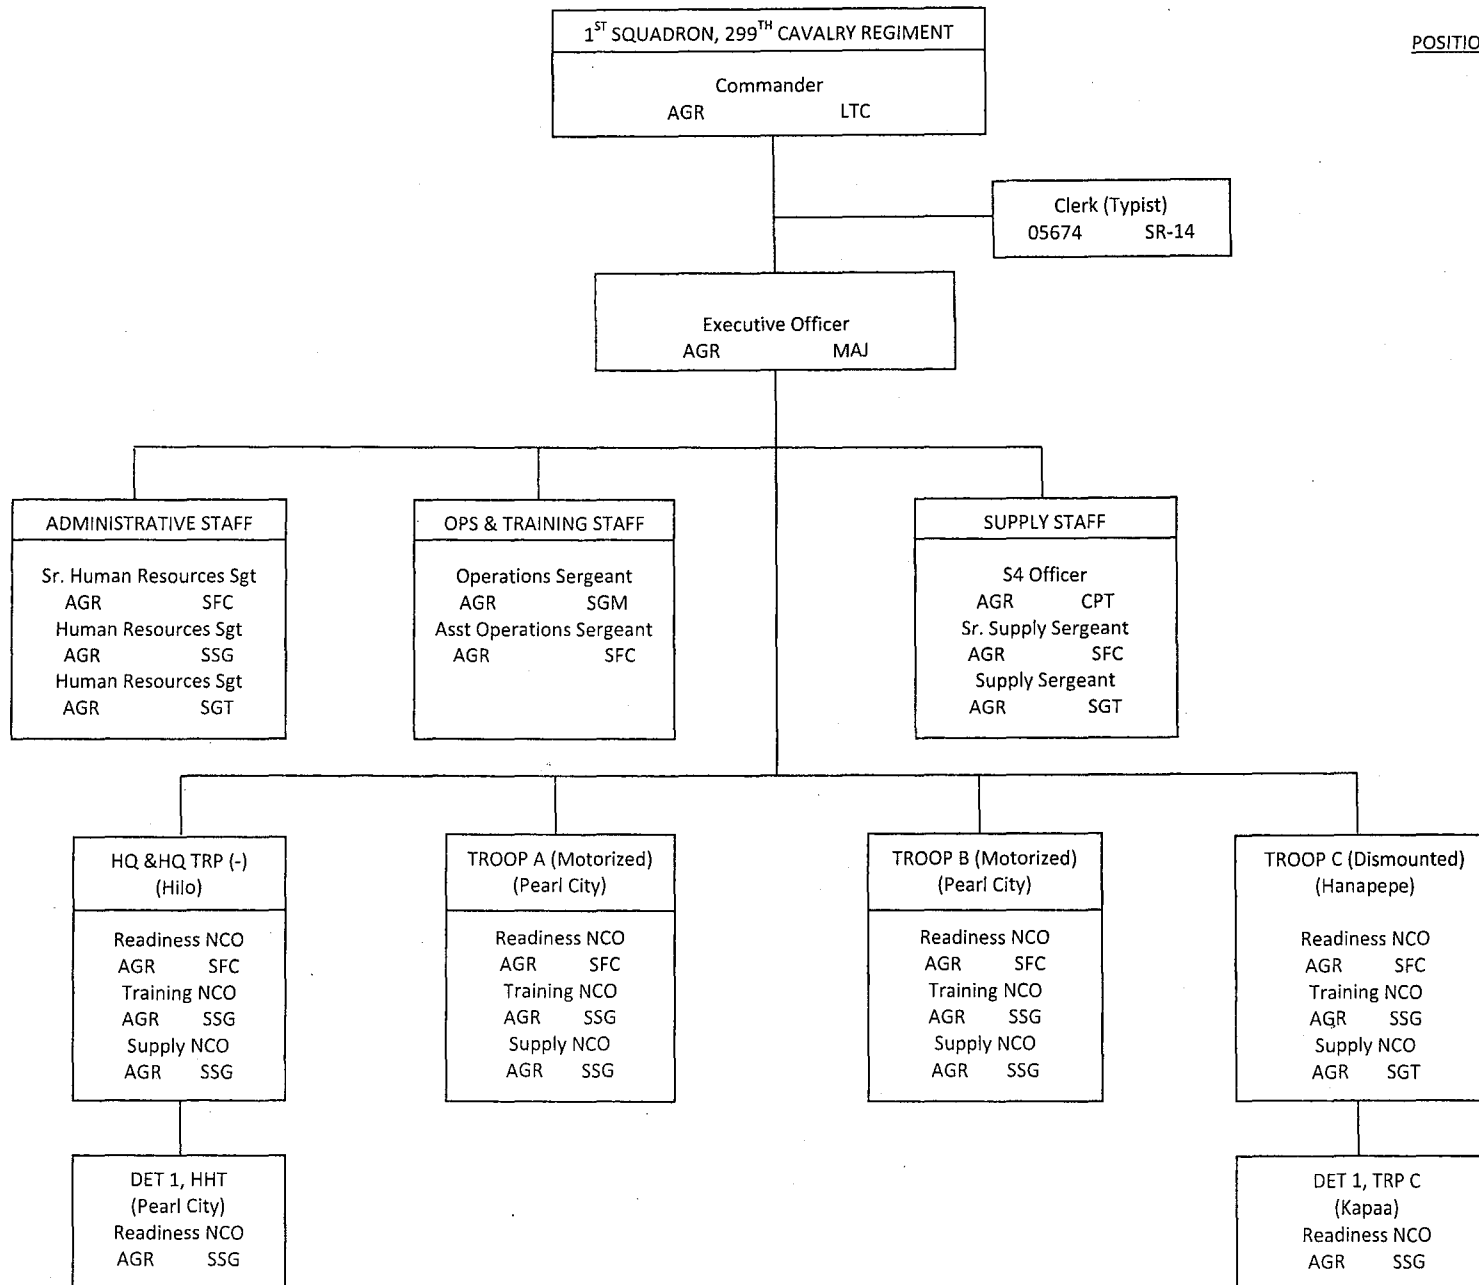 1ST SQUADRON, 299TH CAVALRY REGIMENT
POSITIO
Commander
AGR LTC
Clerk (Typist)
05674 SR-14
Executive Officer
AGR MAJ
ADMINISTRATIVE STAFF
Sr. Human Resources Sgt
AGR SFC
Human Resources Sgt
AGR SSG
Human Resources Sgt
AGR SGT
OPS & TRAINING STAFF
Operations Sergeant
AGR SGM
Asst Operations Sergeant
AGR SFC
SUPPLY STAFF
S4 Officer
AGR CPT
Sr. Supply Sergeant
AGR SFC
Supply Sergeant
AGR SGT
HQ &HQ TRP (-)
(Hilo)
Readiness NCO
AGR SFC
Training NCO
AGR SSG
Supply NCO
AGR SSG
TROOP A (Motorized)
(Pearl City)
Readiness NCO
AGR SFC
Training NCO
AGR SSG
Supply NCO
AGR SSG
TROOP B (Motorized)
(Pearl City)
Readiness NCO
AGR SFC
Training NCO
AGR SSG
Supply NCO
AGR SSG
TROOP C (Dismounted)
(Hanapepe)
Readiness NCO
AGR SFC
Training NCO
AGR SSG
Supply NCO
AGR SGT
DET 1, HHT
(Pearl City)
Readiness NCO
AGR SSG
DET 1, TRP C
(Kapaa)
Readiness NCO
AGR SSG